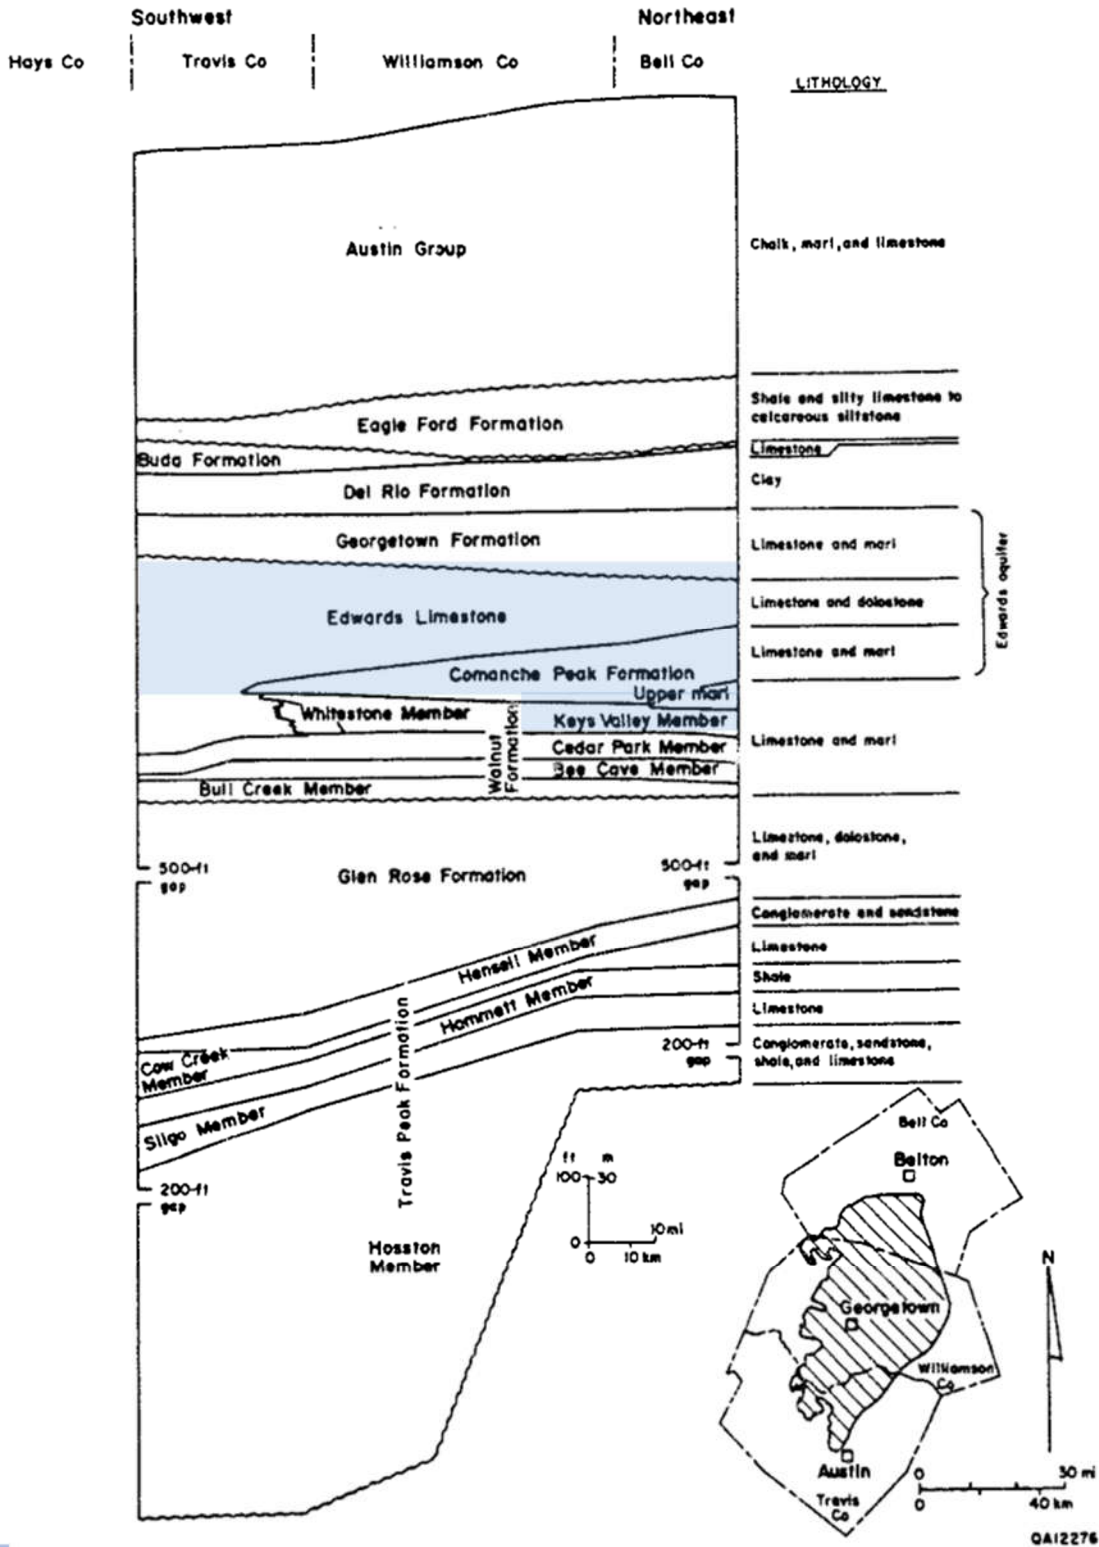 Southwest
Northeast
Hays Co
Travis Co
Williamson Co
Bell Co
LITHOLOGY
Austin Group
Chalk, marl, and limestone
Eagle Ford Formation
Shale and silty limestone to
calcareous siltstone
Buda Formation
Limestone
Del Rio Formation
Clay
Georgetown Formation
Limestone and marl
Edwards Limestone
Limestone and dolostone
Edwards aquifer
Comanche Peak Formation
Limestone and marl
Upper marl
Whitestone Member
Keys Valley Member
Walnut
Formation
Cedar Park Member
Limestone and marl
Bee Cave Member
Bull Creek Member
Limestone, dolostone,
and marl
500-ft
gap
Glen Rose Formation
500-ft
gap
Conglomerate and sandstone
Hensell Member
Limestone
Shale
Hammett Member
Limestone
Cow Creek
Member
Travis Peak Formation
200-ft
gap
Conglomerate, sandstone,
shale, and limestone
Sligo Member
200-ft
gap
Hosston
Member
ft m
100 30
0
10 mi
0 10 km
Bell Co
Belton
N
Georgetown
Williamson
Co
Austin
Travis
Co
0 30 mi
0 40 km
QA12276